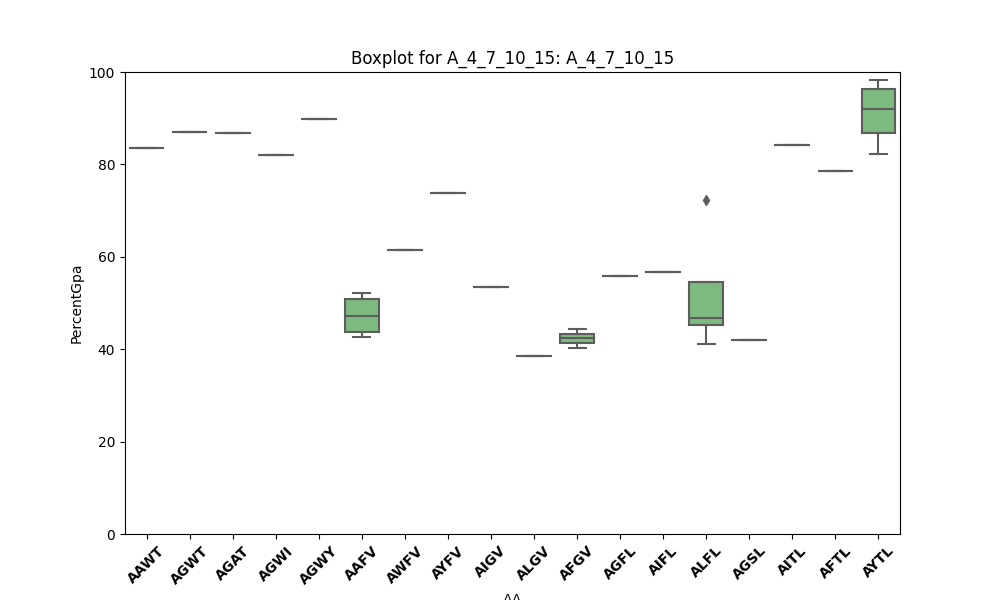 Boxplot for A_4_7_10_15: A_4_7_10_15
100
80
60
40
20
0
PercentGpa
AAWT AGWT AGAT AGWI AGWY AAFV AWFV AYFV AIGV ALGV AFGV AGFL AIFL ALFL AGSL AITL AFTL AYTL
AA